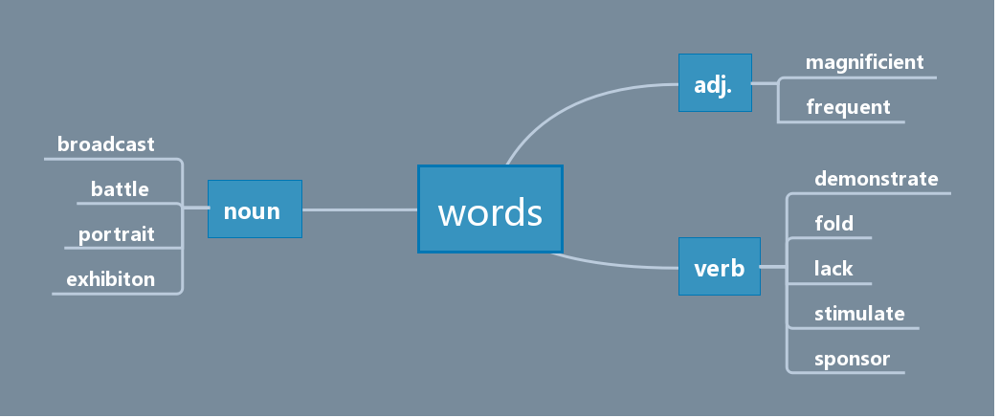 words
noun
broadcast
battle
portrait
exhibiton
adj.
magnificient
frequent
verb
demonstrate
fold
lack
stimulate
sponsor